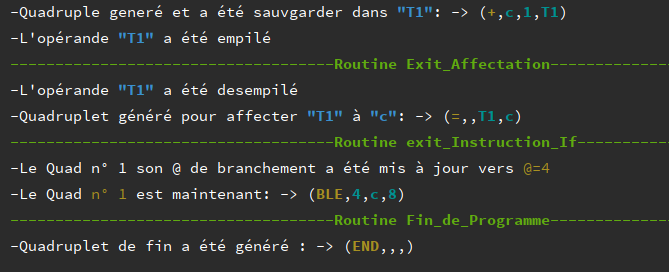 -Quadruple generé et a été sauvgarder dans "T1": -> (+,c,1,T1)
-L'opérande "T1" a été empilé
------------------------------------Routine Exit_Affectation-------------
-L'opérande "T1" a été desempilé
-Quadruplet généré pour affecter "T1" à "c": -> (=,,T1,c)
------------------------------------Routine exit_Instruction_If----------
-Le Quad n° 1 son @ de branchement a été mis à jour vers @=4
-Le Quad n° 1 est maintenant: -> (BLE,4,c,8)
------------------------------------Routine Fin_de_Programme-------------
-Quadruplet de fin a été généré : -> (END,,,)